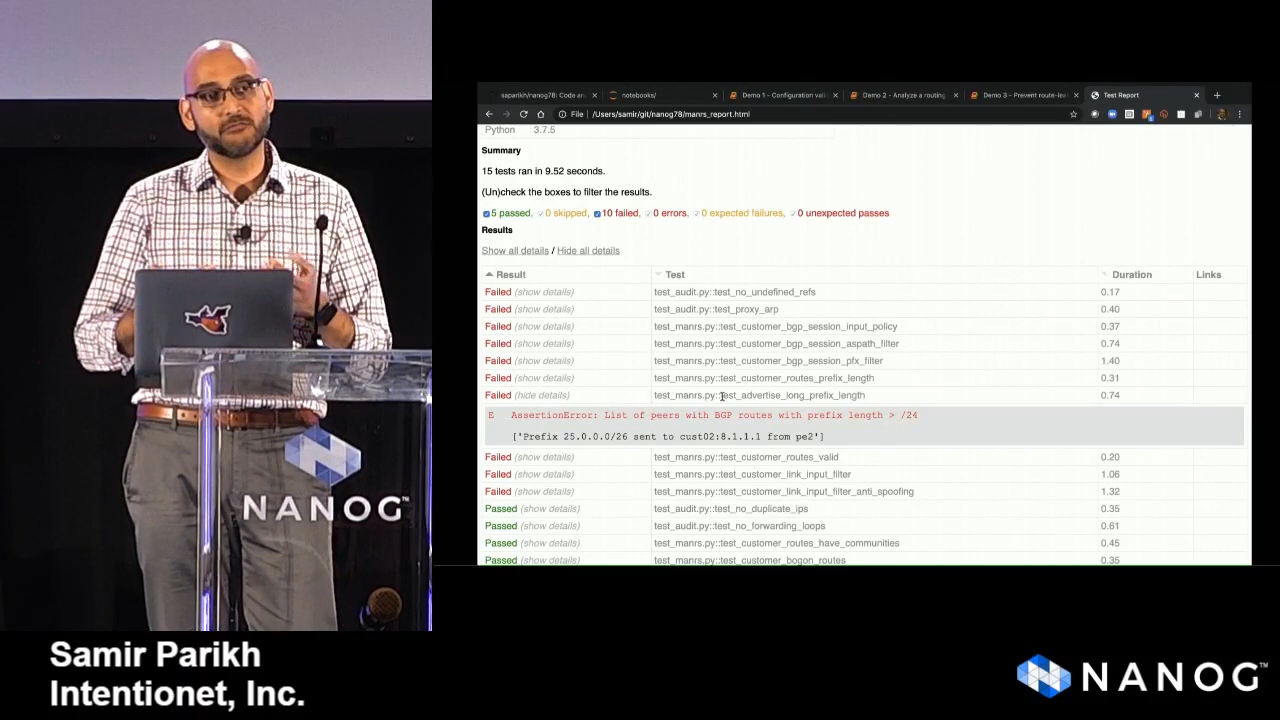 saparikh/nanog78: Code an
notebooks/
Demo 1 - Configuration vali
Demo 2 - Analyze a routing
Demo 3 - Prevent route-lea
Test Report
File | /Users/samir/git/nanog78/manrs_report.html
Python 3.7.5
Summary
15 tests ran in 9.52 seconds.
(Un)check the boxes to filter the results.
5 passed, 0 skipped, 10 failed, 0 errors, 0 expected failures, 0 unexpected passes
Results
Show all details / Hide all details
Result Test Duration Links
Failed (show details) test_audit.py::test_no_undefined_refs 0.17
Failed (show details) test_audit.py::test_proxy_arp 0.40
Failed (show details) test_manrs.py::test_customer_bgp_session_input_policy 0.37
Failed (show details) test_manrs.py::test_customer_bgp_session_aspath_filter 0.74
Failed (show details) test_manrs.py::test_customer_bgp_session_pfx_filter 1.40
Failed (show details) test_manrs.py::test_customer_routes_prefix_length 0.31
Failed (hide details) test_manrs.py::test_advertise_long_prefix_length 0.74
E AssertionError: List of peers with BGP routes with prefix length > /24
['Prefix 25.0.0.0/26 sent to cust02:8.1.1.1 from pe2']
Failed (show details) test_manrs.py::test_customer_routes_valid 0.20
Failed (show details) test_manrs.py::test_customer_link_input_filter 1.06
Failed (show details) test_manrs.py::test_customer_link_input_filter_anti_spoofing 1.32
Passed (show details) test_audit.py::test_no_duplicate_ips 0.35
Passed (show details) test_audit.py::test_no_forwarding_loops 0.61
Passed (show details) test_manrs.py::test_customer_routes_have_communities 0.45
Passed (show details) test_manrs.py::test_customer_bogon_routes 0.35
NANOG™
Samir Parikh
Intentionet, Inc.
NANOG™